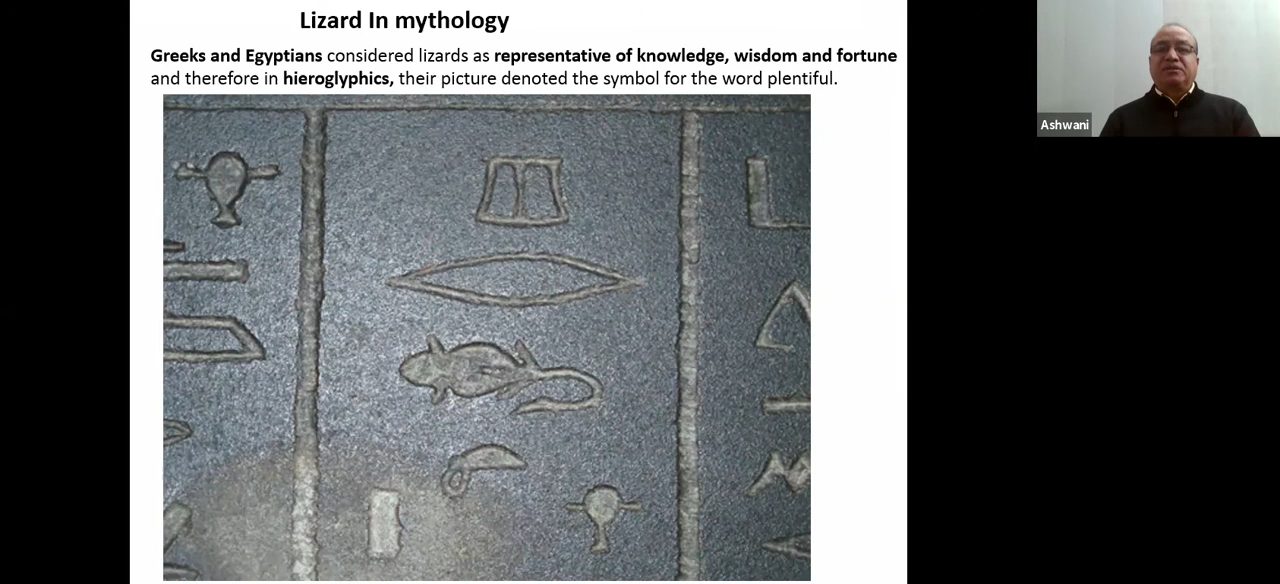 Lizard In mythology
Greeks and Egyptians considered lizards as representative of knowledge, wisdom and fortune
and therefore in hieroglyphics, their picture denoted the symbol for the word plentiful.
Ashwani